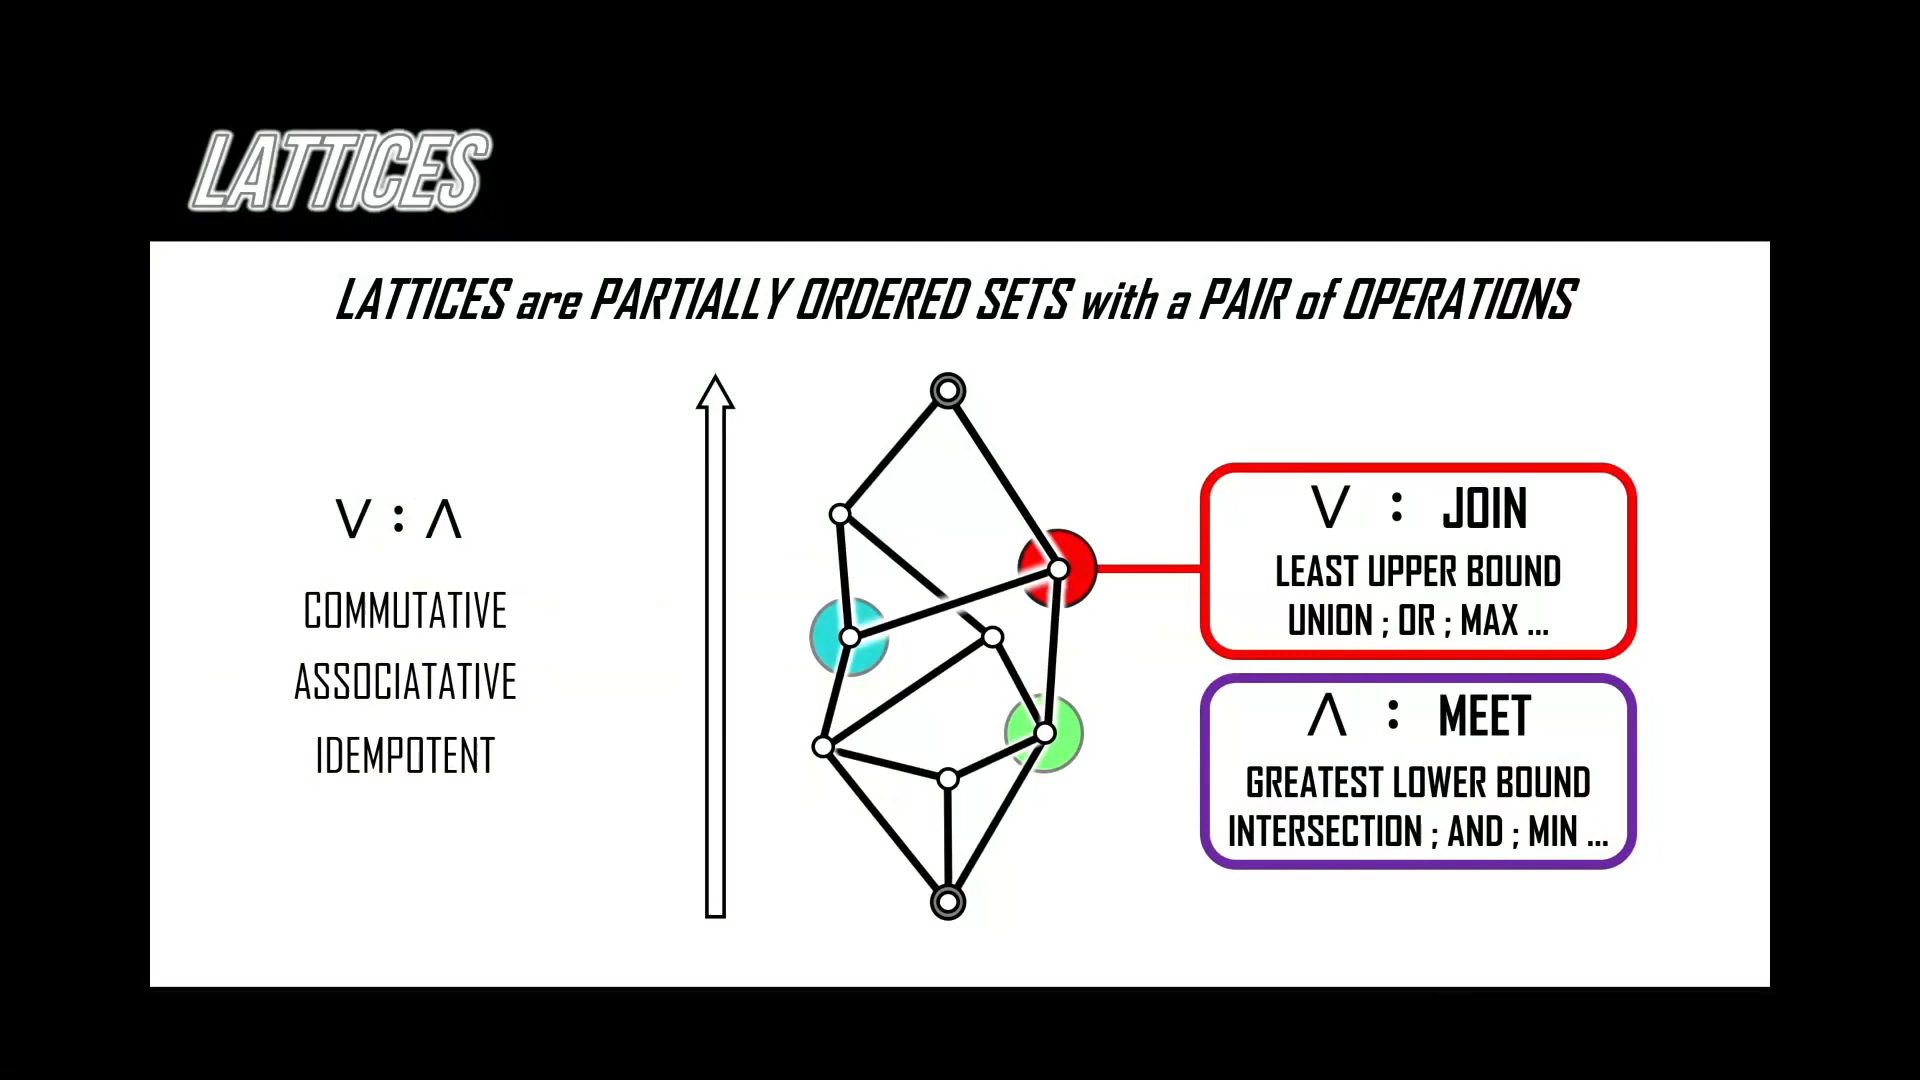 LATTICES
LATTICES are PARTIALLY ORDERED SETS with a PAIR of OPERATIONS
∨ : ∧
COMMUTATIVE
ASSOCIATATIVE
IDEMPOTENT
∨ : JOIN
LEAST UPPER BOUND
UNION ; OR ; MAX ...
∧ : MEET
GREATEST LOWER BOUND
INTERSECTION ; AND ; MIN ...